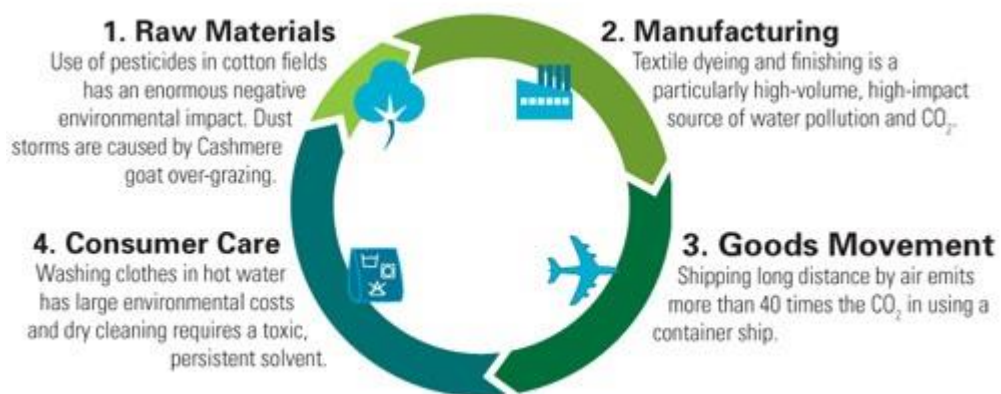 1. Raw Materials
Use of pesticides in cotton fields
has an enormous negative
environmental impact. Dust
storms are caused by Cashmere
goat over-grazing.
2. Manufacturing
Textile dyeing and finishing is a
particularly high-volume, high-impact
source of water pollution and CO₂.
3. Goods Movement
Shipping long distance by air emits
more than 40 times the CO₂ in using a
container ship.
4. Consumer Care
Washing clothes in hot water
has large environmental costs
and dry cleaning requires a toxic,
persistent solvent.